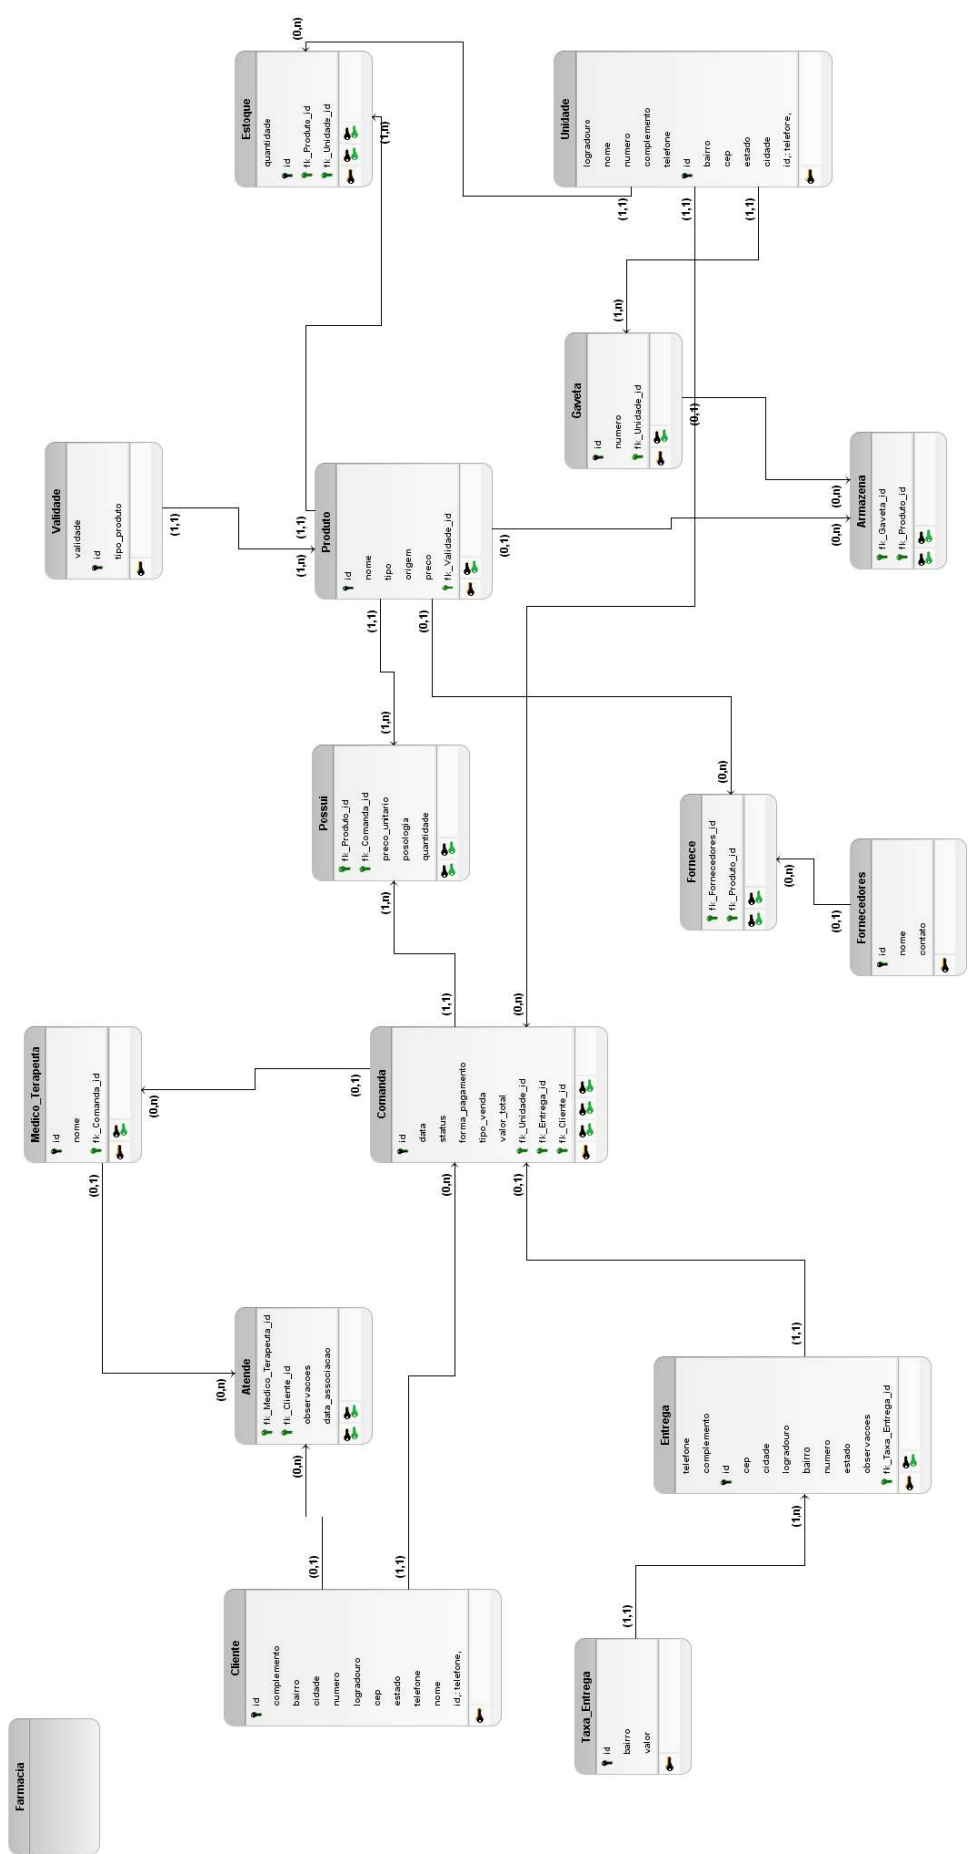 Farmacia
Cliente
id
complemento
bairro
cidade
numero
logradouro
cep
estado
telefone
nome
id,: telefone,
(0,1)
(1,1)
Taxa_Entrega
id
bairro
valor
(1,1)
(1,n)
Entrega
telefone
complemento
id
cep
cidade
logradouro
bairro
numero
estado
observacoes
fk_Taxa_Entrega_id
(1,1)
(0,n)
Atende
fk_Medico_Terapeuta_id
fk_Cliente_id
observacoes
data_associacao
(0,n)
(0,1)
Medico_Terapeuta
id
nome
fk_Comanda_id
(0,n)
(0,1)
(0,n)
(0,1)
Comanda
id
data
status
forma_pagamento
tipo_venda
valor_total
fk_Unidade_id
fk_Entrega_id
fk_Cliente_id
(1,1)
(0,n)
(1,n)
Possui
fk_Produto_id
fk_Comanda_id
preco_unitario
posologia
quantidade
(1,n)
Fornecedores
id
nome
contato
(0,1)
(0,n)
Fornece
fk_Fornecedores_id
fk_Produto_id
(0,n)
Validade
validade
id
tipo_produto
(1,1)
(1,n)
(1,1)
Produto
id
nome
tipo
origem
preco
fk_Validade_id
(1,1)
(0,1)
(0,1)
Armazena
fk_Gaveta_id
fk_Produto_id
(0,n)
(0,n)
Gaveta
id
numero
fk_Unidade_id
(0,1)
(1,n)
Estoque
quantidade
id
fk_Produto_id
fk_Unidade_id
(0,n)
(1,n)
Unidade
logradouro
nome
numero
complemento
telefone
id
bairro
cep
estado
cidade
id,: telefore,
(1,1)
(1,1)
(1,1)